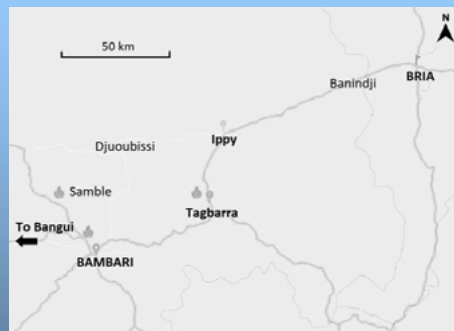 50 km
N
BRIA
Banindji
Ippy
Djuoubissi
Samble
Tagbarra
To Bangui
BAMBARI